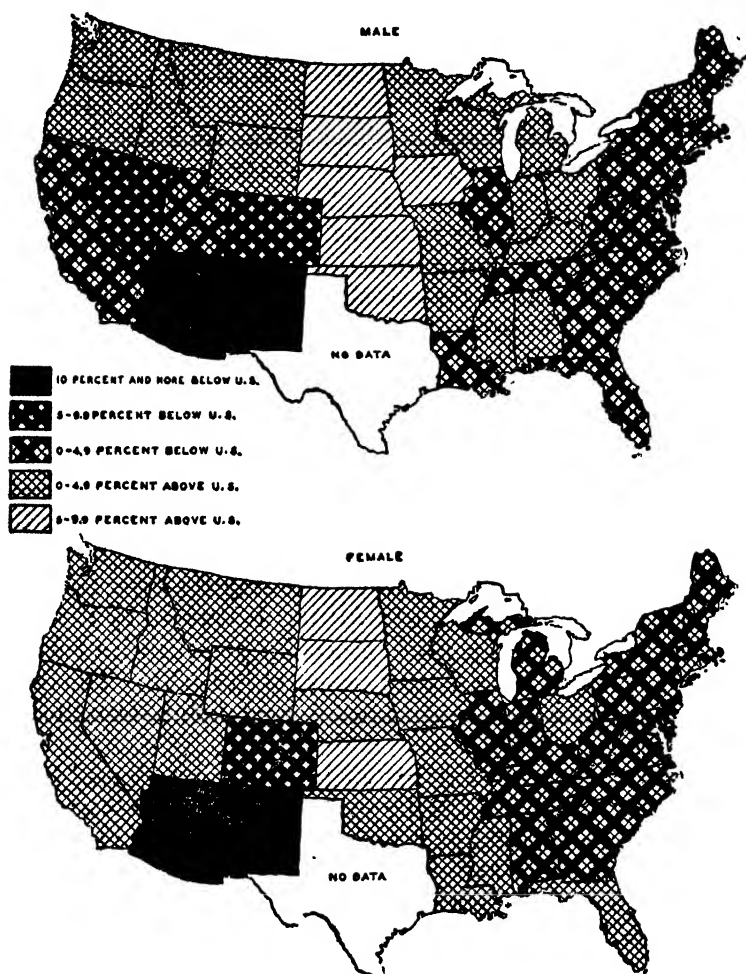 MALE
NO DATA
10 PERCENT AND MORE BELOW U.S.
5-9.9 PERCENT BELOW U.S.
0-4.9 PERCENT BELOW U.S.
0-4.9 PERCENT ABOVE U.S.
5-9.9 PERCENT ABOVE U.S.
FEMALE
NO DATA